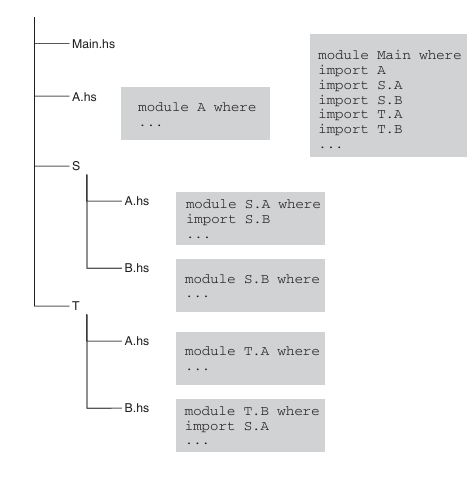 Main.hs
module Main where
import A
import S.A
import S.B
import T.A
import T.B
...
A.hs
module A where
...
S
A.hs
module S.A where
import S.B
...
B.hs
module S.B where
...
T
A.hs
module T.A where
...
B.hs
module T.B where
import S.A
...